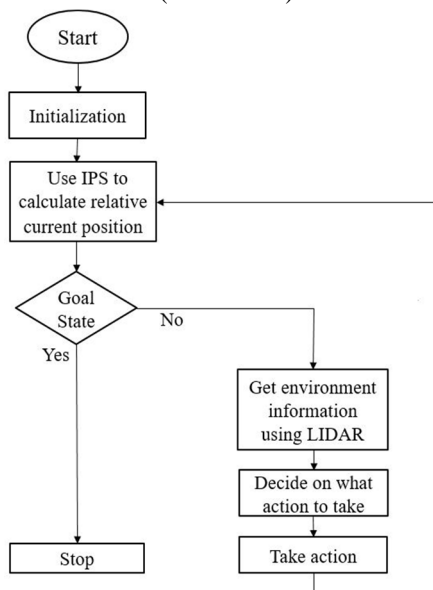 Start
Initialization
Use IPS to
calculate relative
current position
Goal
State
No
Yes
Get environment
information
using LIDAR
Decide on what
action to take
Stop
Take action